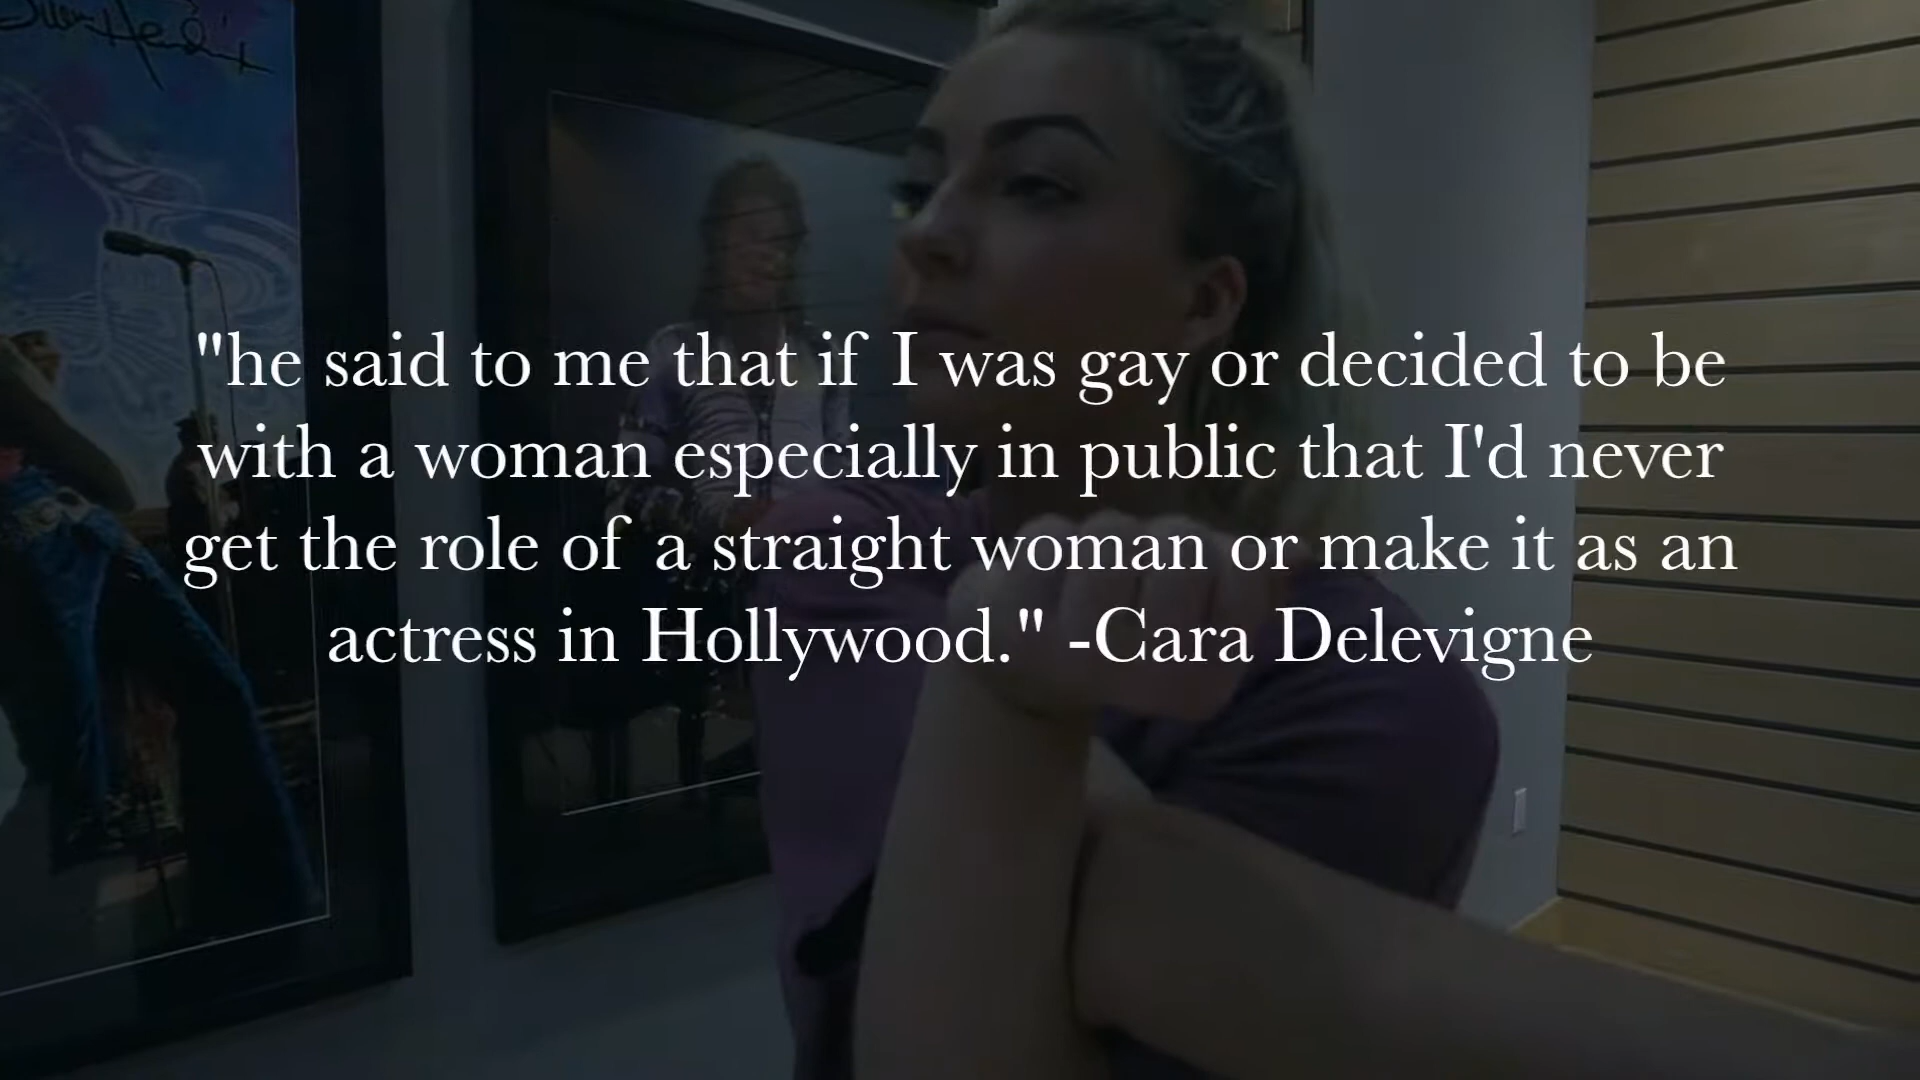 "he said to me that if I was gay or decided to be
with a woman especially in public that I'd never
get the role of a straight woman or make it as an
actress in Hollywood." -Cara Delevigne